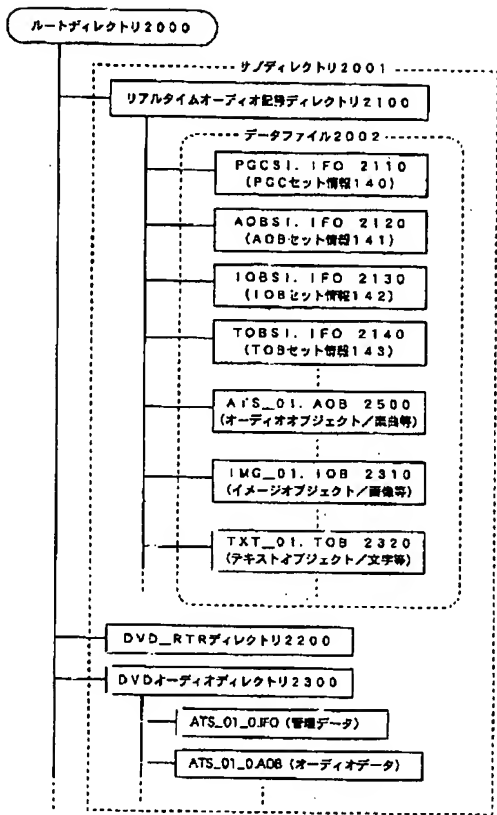 ルートディレクトリ2000
サブディレクトリ2001
リアルタイムオーディオ記録ディレクトリ2100
データファイル2002
PGCSI. IFO 2110
(PGCセット情報140)
AOBSI. IFO 2120
(AOBセット情報141)
IOBSI. IFO 2130
(IOBセット情報142)
TOBSI. IFO 2140
(TOBセット情報143)
ATS_01. AOB 2500
(オーディオオブジェクト/楽曲等)
IMG_01. IOB 2310
(イメージオブジェクト/画像等)
TXT_01. TOB 2320
(テキストオブジェクト/文字等)
DVD_RTRディレクトリ2200
DVDオーディオディレクトリ2300
ATS_01_0.IFO (管理データ)
ATS_01_0.AOB (オーディオデータ)